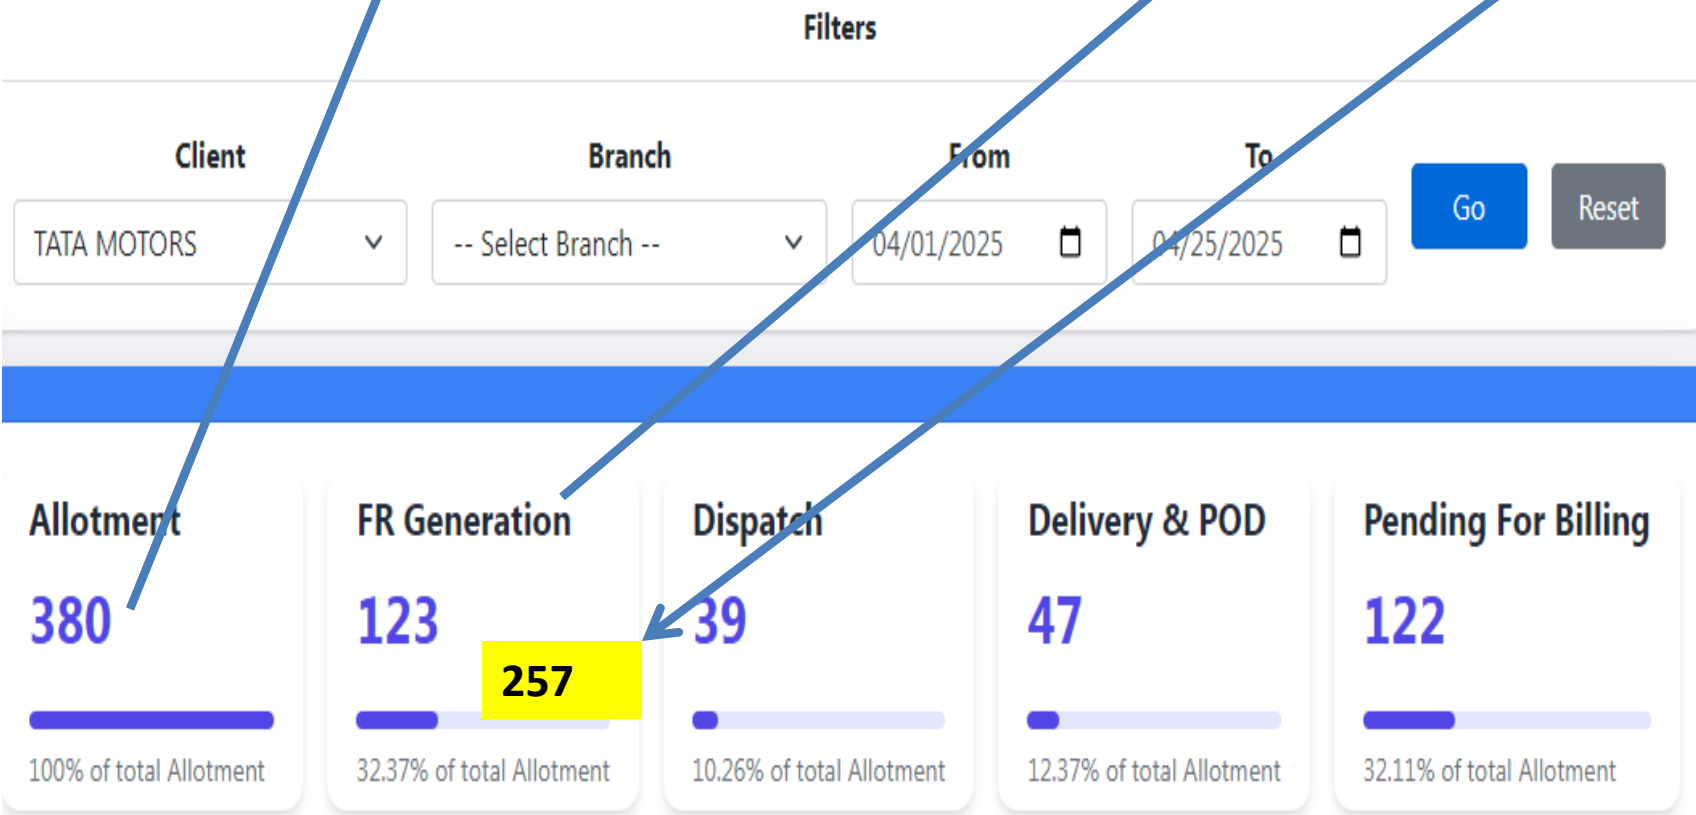 Filters
Client Branch From To
TATA MOTORS -- Select Branch -- 04/01/2025 04/25/2025 Go Reset
Allotment FR Generation Dispatch Delivery & POD Pending For Billing
380 123 39 47 122
257
100% of total Allotment 32.37% of total Allotment 10.26% of total Allotment 12.37% of total Allotment 32.11% of total Allotment